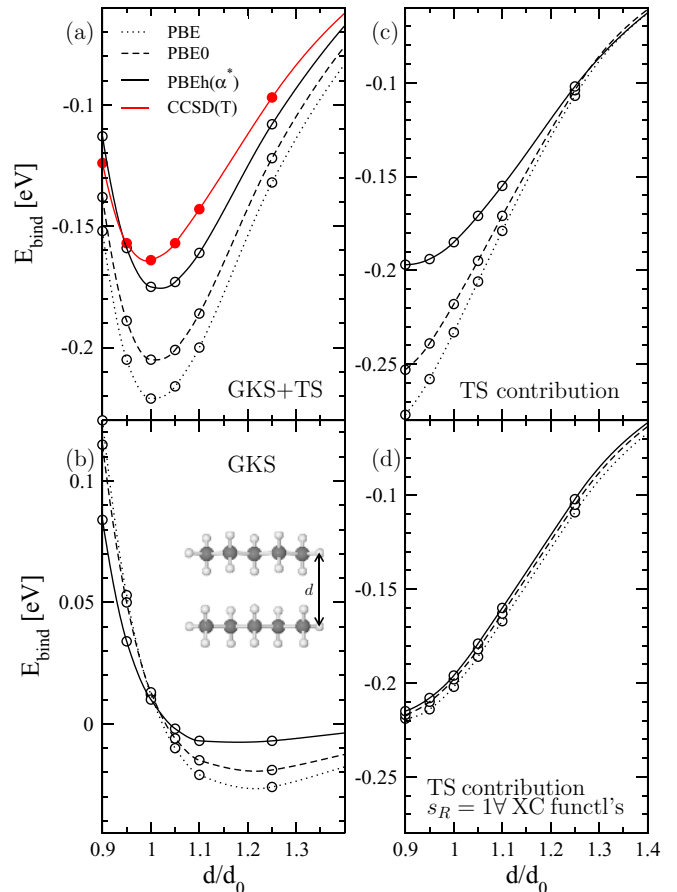 (a)
PBE
PBE0
PBEh(α*)
CCSD(T)
-0.1
-0.15
-0.2
E_bind [eV]
GKS+TS
(c)
-0.1
-0.15
-0.2
-0.25
TS contribution
(b)
GKS
d
0.1
0.05
0
E_bind [eV]
0.9 1 1.1 1.2 1.3
d/d_0
(d)
-0.1
-0.15
-0.2
-0.25
TS contribution
s_R = 1∀ XC functl's
0.9 1 1.1 1.2 1.3 1.4
d/d_0